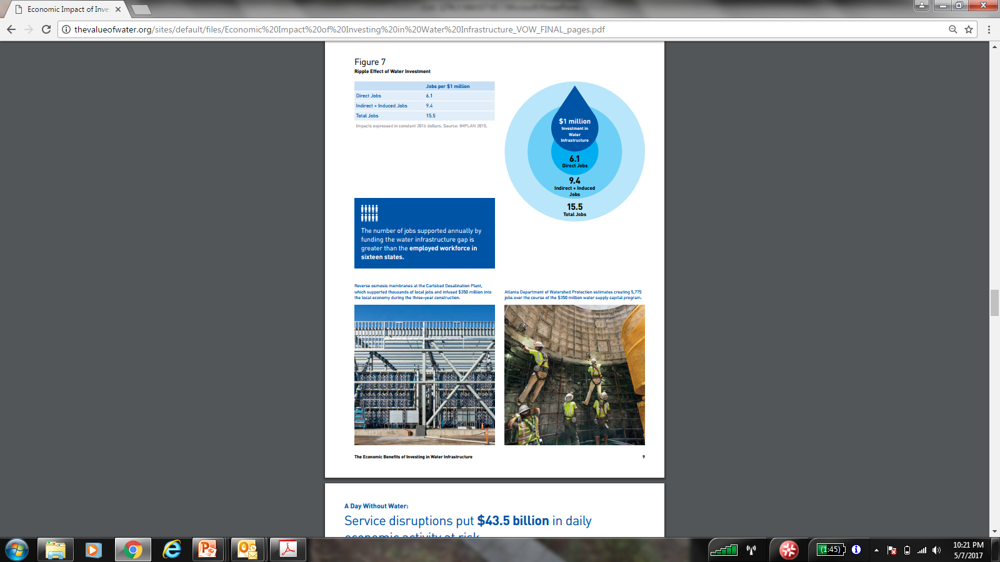 Economic Impact of Inve
thevalueofwater.org/sites/default/files/Economic%20Impact%20of%20Investing%20in%20Water%20Infrastructure_VOW_FINAL_pages.pdf
Figure 7
Ripple Effect of Water Investment
Jobs per $1 million
Direct Jobs 6.1
Indirect + Induced Jobs 9.4
Total Jobs 15.5
Impacts expressed in constant 2016 dollars. Source: IMPLAN 2015.
$1 million
Investment in
Water
Infrastructure
6.1
Direct Jobs
9.4
Indirect + Induced
Jobs
15.5
Total Jobs
The number of jobs supported annually by
funding the water infrastructure gap is
greater than the employed workforce in
sixteen states.
Reverse osmosis membranes at the Carlsbad Desalination Plant,
which supported thousands of local jobs and infused $350 million into
the local economy during the three-year construction.
Atlanta Department of Watershed Protection estimates creating 5,775
jobs over the course of the $350 million water supply capital program.
The Economic Benefits of Investing in Water Infrastructure 9
A Day Without Water:
Service disruptions put $43.5 billion in daily
economic activity at risk
(1:45)
10:21 PM
5/7/2017